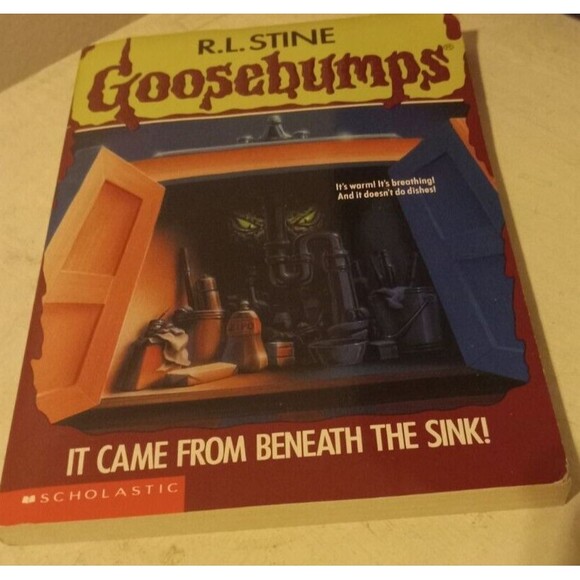 R.L. STINE
Goosebumps®
It's warm! It's breathing!
And it doesn't do dishes!
IT CAME FROM BENEATH THE SINK!
SCHOLASTIC